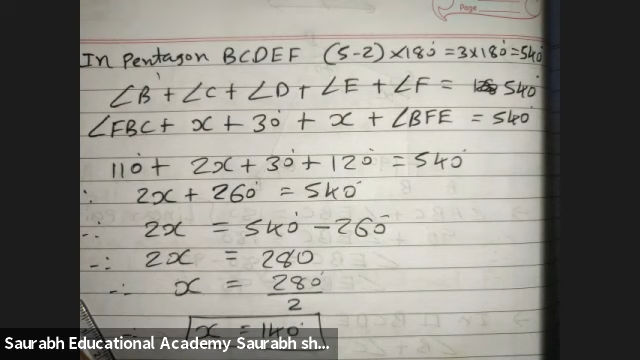 Page
In Pentagon BCDEF (5-2)×180°=3×180°=540°
∠B + ∠C + ∠D + ∠E + ∠F = 540°
∠FBC + x + 30° + x + ∠BFE = 540°
110° + 2x + 30° + 120° = 540°
∴ 2x + 260° = 540°
∴ 2x = 540° - 260°
∴ 2x = 280
∴ x = 280°
2
∴ x = 140°
Saurabh Educational Academy Saurabh sh...